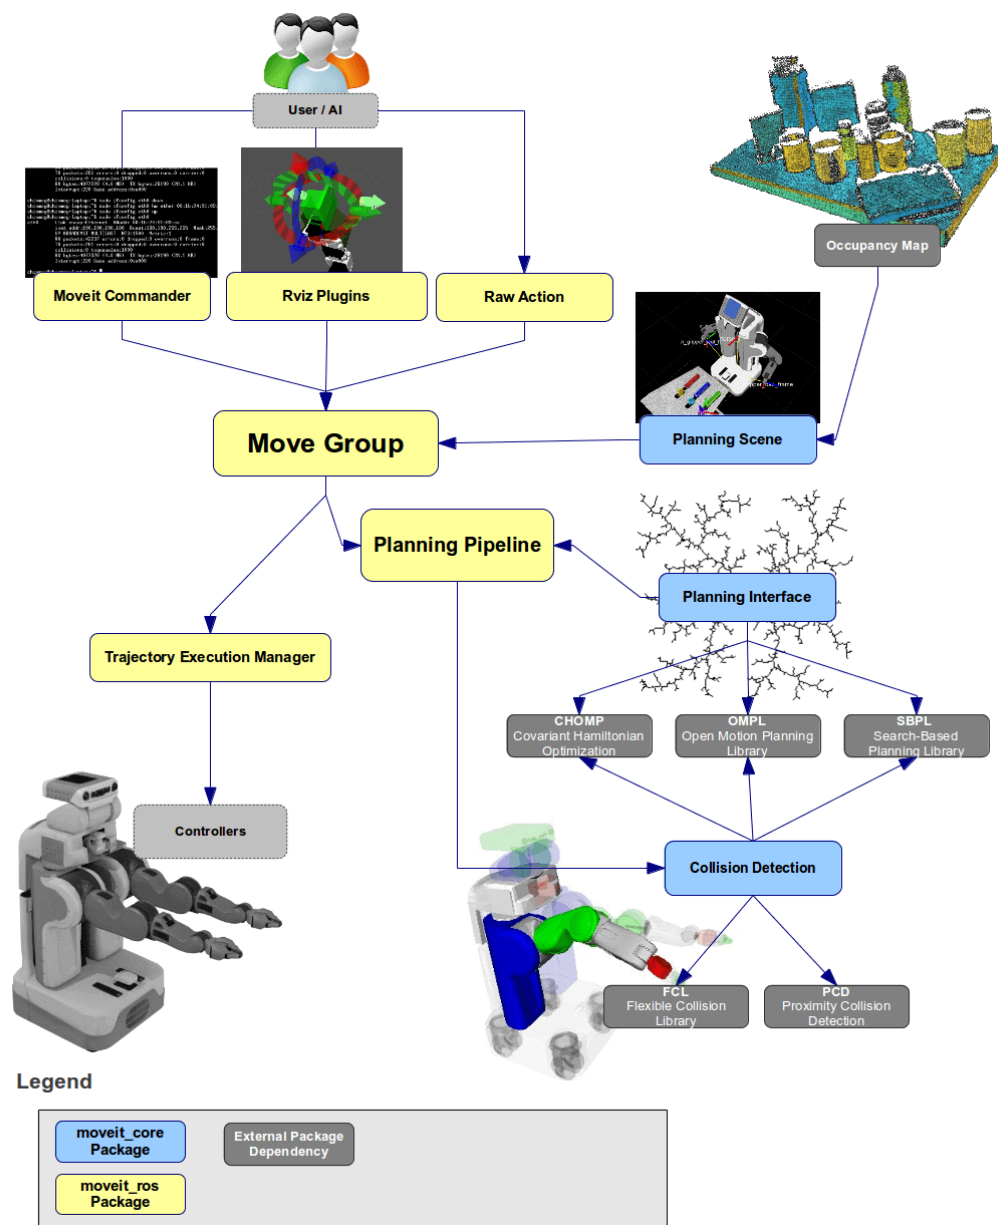 User / AI
Occupancy Map
Moveit Commander
Rviz Plugins
Raw Action
Planning Scene
Move Group
Planning Pipeline
Planning Interface
Trajectory Execution Manager
CHOMP
Covariant Hamiltonian
Optimization
OMPL
Open Motion Planning
Library
SBPL
Search-Based
Planning Library
Controllers
Collision Detection
FCL
Flexible Collision
Library
PCD
Proximity Collision
Detection
Legend
moveit_core
Package
External Package
Dependency
moveit_ros
Package